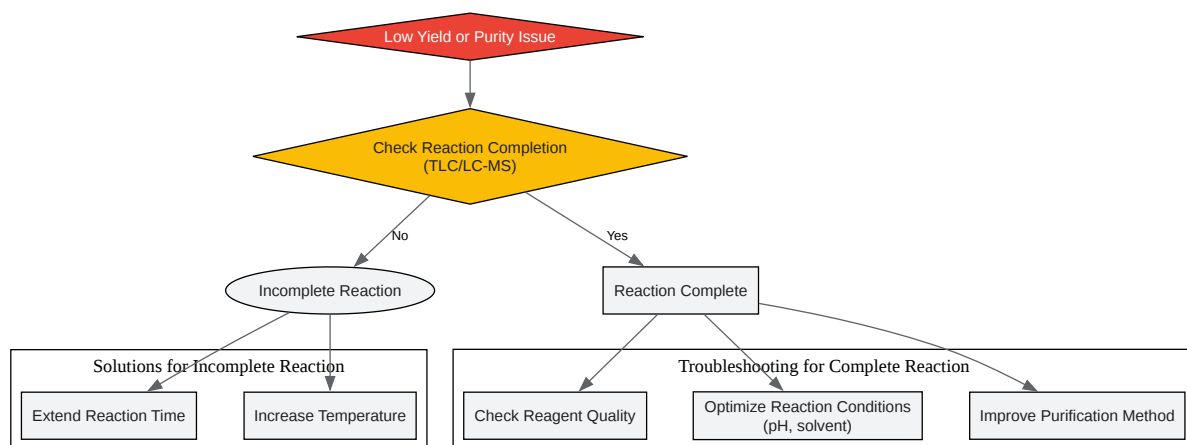 Low Yield or Purity Issue
Check Reaction Completion
(TLC/LC-MS)
No
Yes
Incomplete Reaction
Reaction Complete
Solutions for Incomplete Reaction
Troubleshooting for Complete Reaction
Extend Reaction Time
Increase Temperature
Check Reagent Quality
Optimize Reaction Conditions
(pH, solvent)
Improve Purification Method